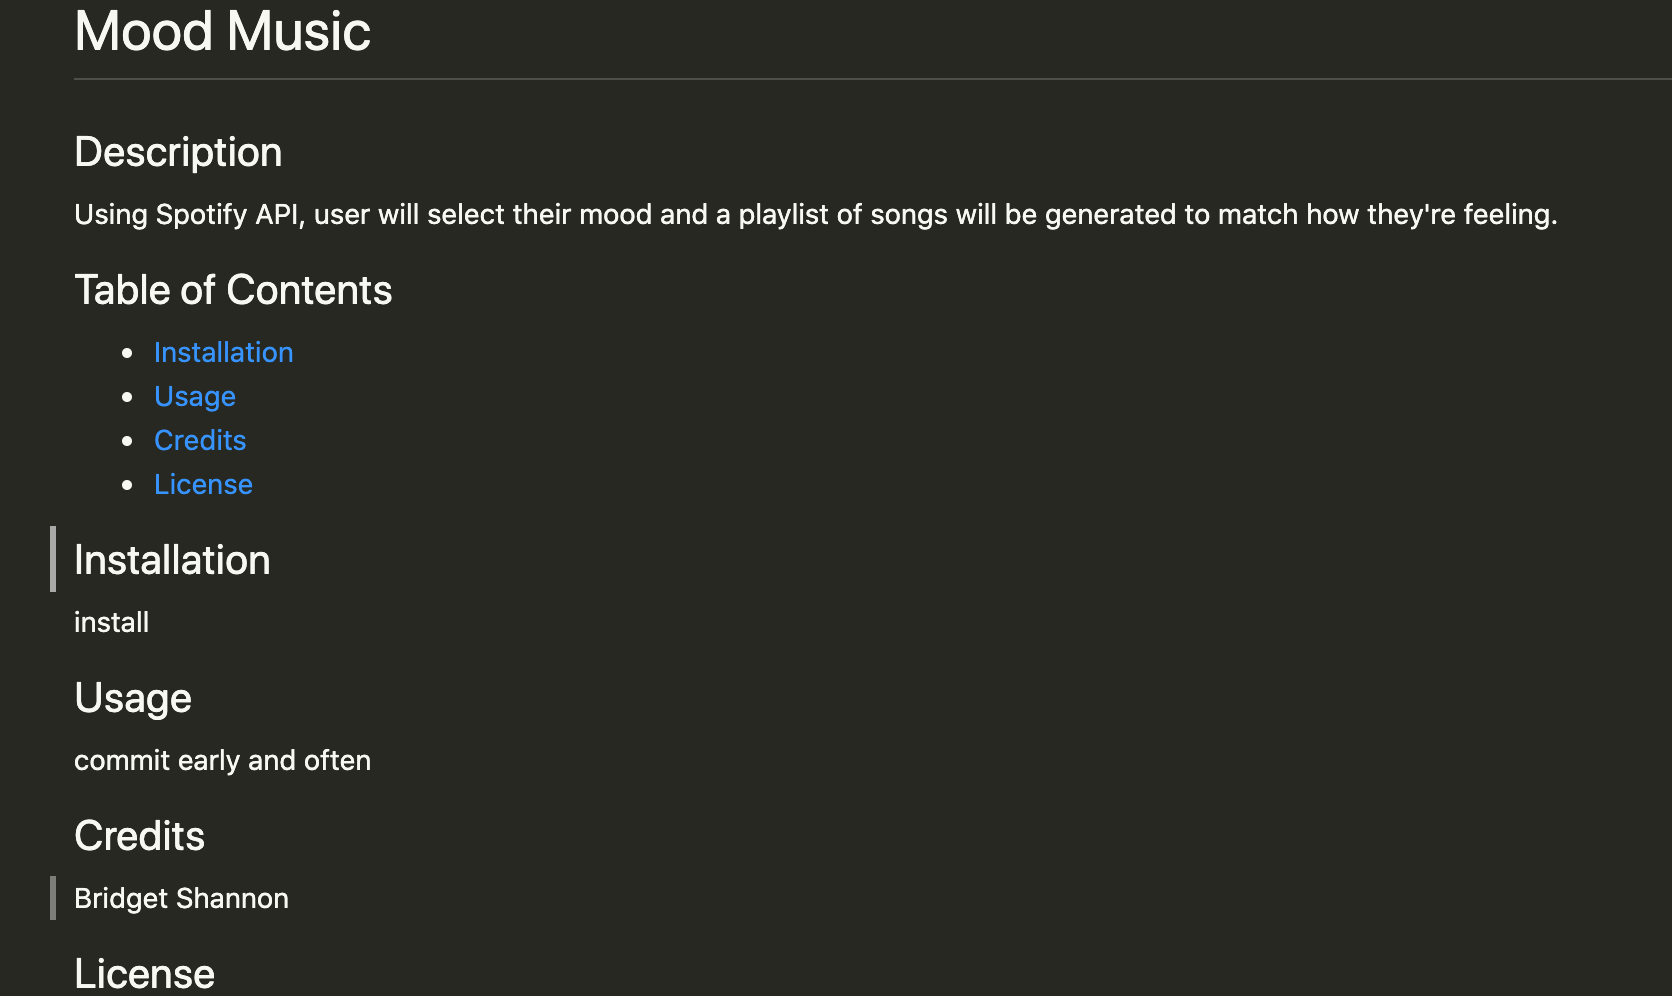 Mood Music
Description
Using Spotify API, user will select their mood and a playlist of songs will be generated to match how they're feeling.
Table of Contents
Installation
Usage
Credits
License
Installation
install
Usage
commit early and often
Credits
Bridget Shannon
License